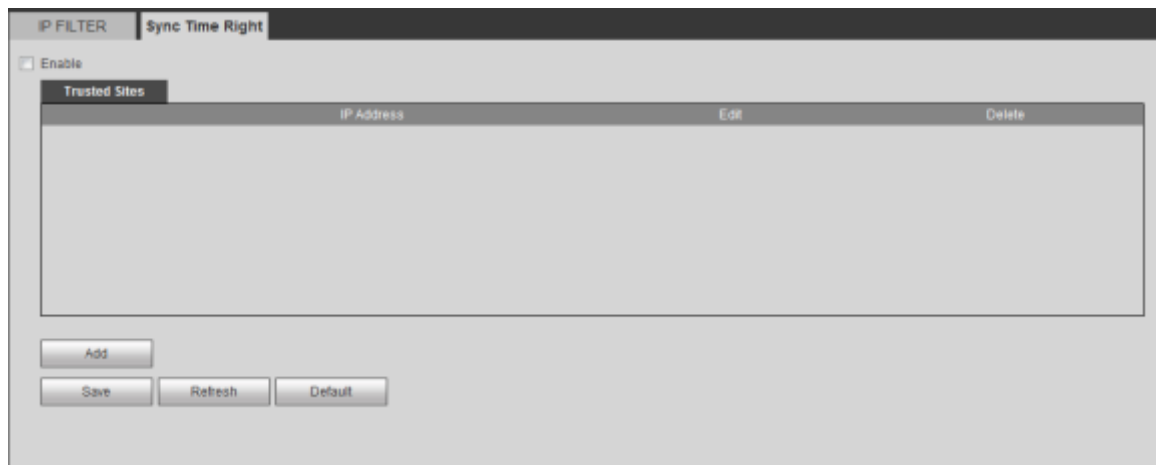 IP FILTER Sync Time Right
Enable
Trusted Sites
IP Address Edit Delete
Add
Save Refresh Default